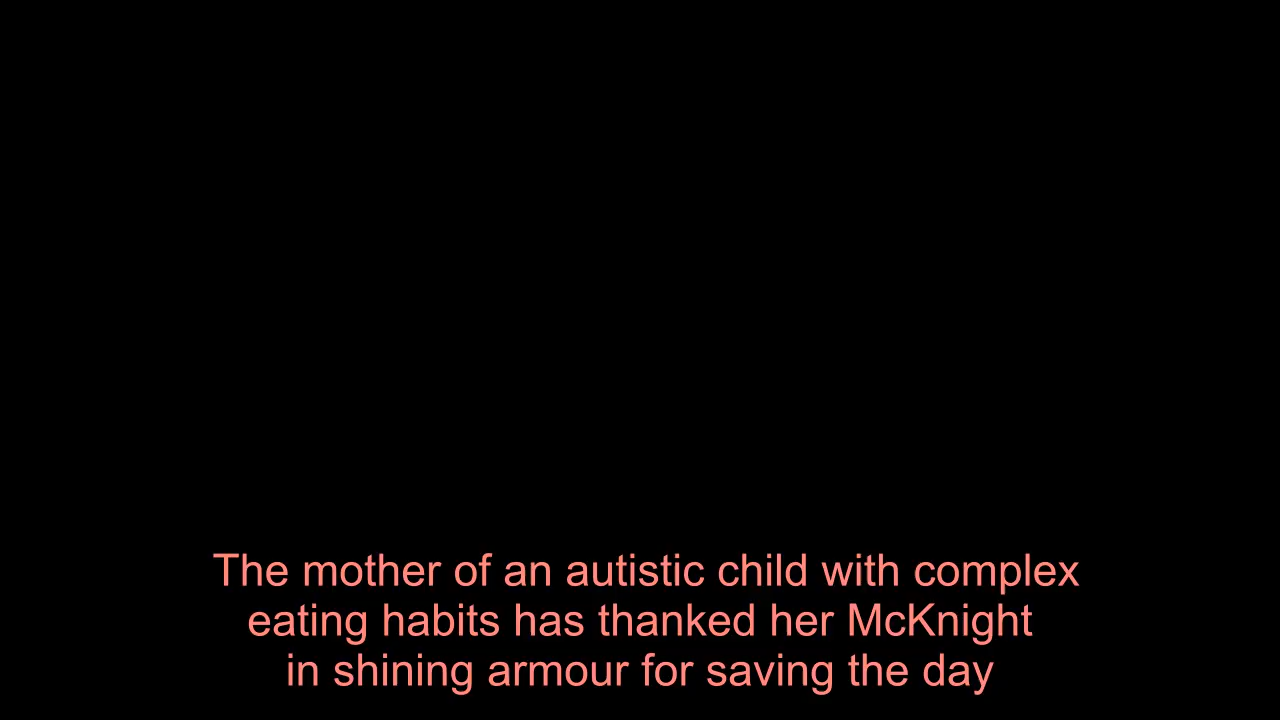 The mother of an autistic child with complex
eating habits has thanked her McKnight
in shining armour for saving the day